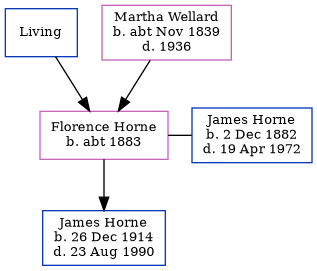 Living
Martha Wellard
b. abt Nov 1839
d. 1936
Florence Horne
b. abt 1883
James Horne
b. 2 Dec 1882
d. 19 Apr 1972
James Horne
b. 26 Dec 1914
d. 23 Aug 1990